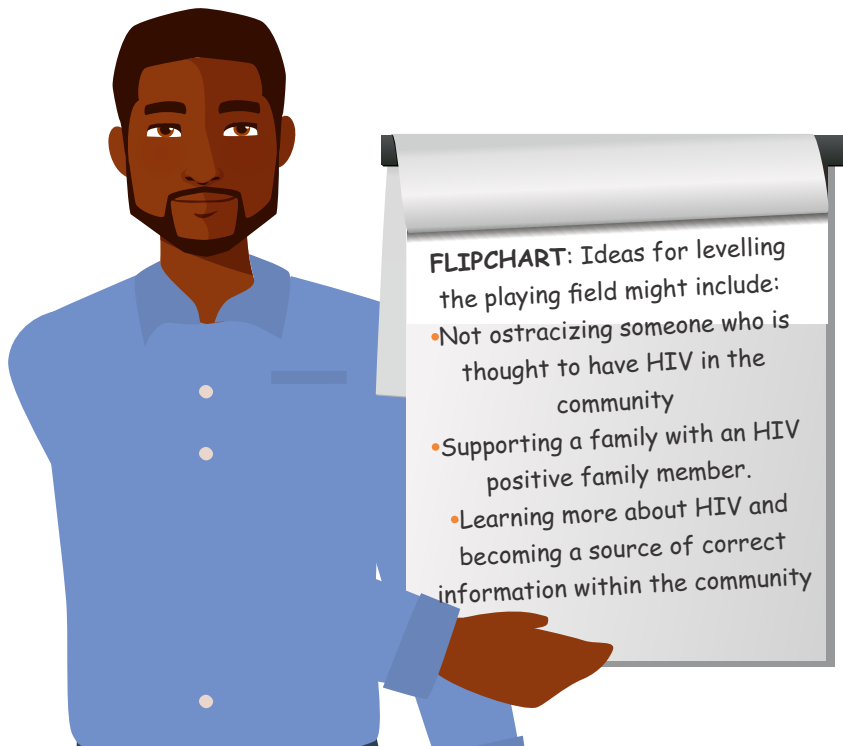 FLIPCHART: Ideas for levelling
the playing field might include:
•Not ostracizing someone who is
thought to have HIV in the
community
•Supporting a family with an HIV
positive family member.
•Learning more about HIV and
becoming a source of correct
information within the community